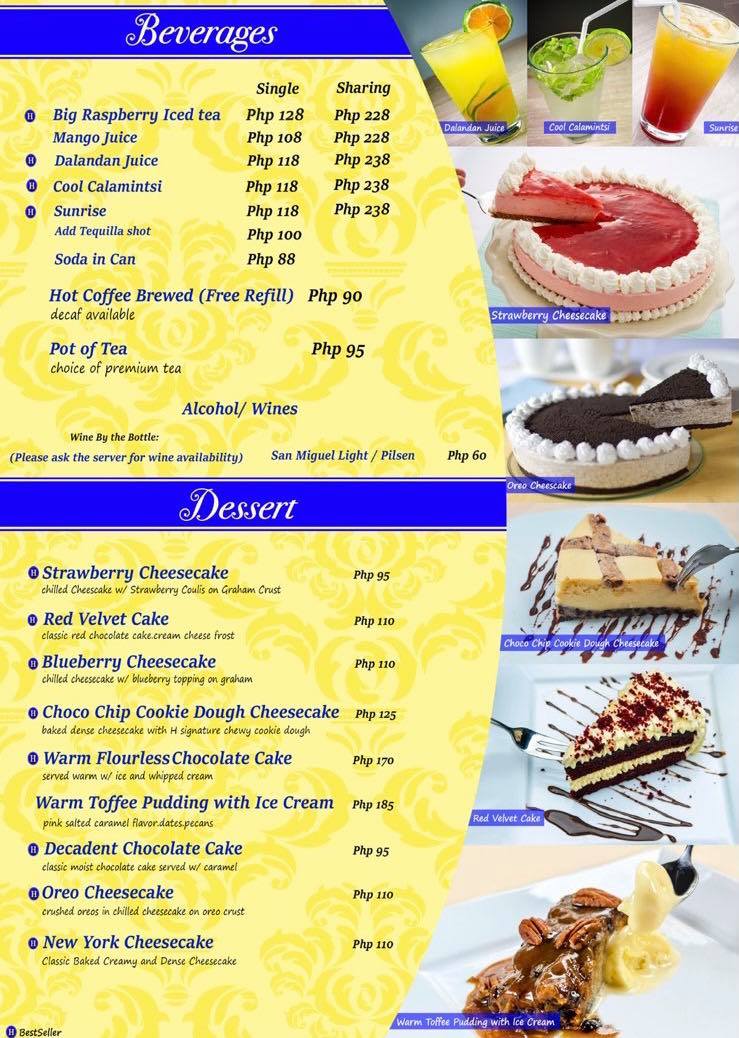 Beverages
Single Sharing
H Big Raspberry Iced tea Php 128 Php 228
Mango Juice Php 108 Php 228
H Dalandan Juice Php 118 Php 238
H Cool Calamintsi Php 118 Php 238
H Sunrise Php 118 Php 238
Add Tequilla shot Php 100
Soda in Can Php 88
Hot Coffee Brewed (Free Refill) Php 90
decaf available
Pot of Tea Php 95
choice of premium tea
Alcohol/ Wines
Wine By the Bottle:
(Please ask the server for wine availability) San Miguel Light / Pilsen Php 60
Dalandan Juice
Cool Calamintsi
Sunrise
Strawberry Cheesecake
Oreo Cheescake
Dessert
H Strawberry Cheesecake Php 95
chilled Cheescake w/ Strawberry Coulis on Graham Crust
H Red Velvet Cake Php 110
classic red chocolate cake.cream cheese frost
H Blueberry Cheesecake Php 110
chilled cheesecake w/ blueberry topping on graham
H Choco Chip Cookie Dough Cheesecake Php 125
baked dense cheesecake with H signature chewy cookie dough
H Warm Flourless Chocolate Cake Php 170
served warm w/ ice and whipped cream
Warm Toffee Pudding with Ice Cream Php 185
pink salted caramel flavor.dates.pecans
H Decadent Chocolate Cake Php 95
classic moist chocolate cake served w/ caramel
H Oreo Cheesecake Php 110
crushed oreos in chilled cheesecake on oreo crust
H New York Cheesecake Php 110
Classic Baked Creamy and Dense Cheesecake
Choco Chip Cookie Dough Cheesecake
Red Velvet Cake
Warm Toffee Pudding with Ice Cream
H BestSeller